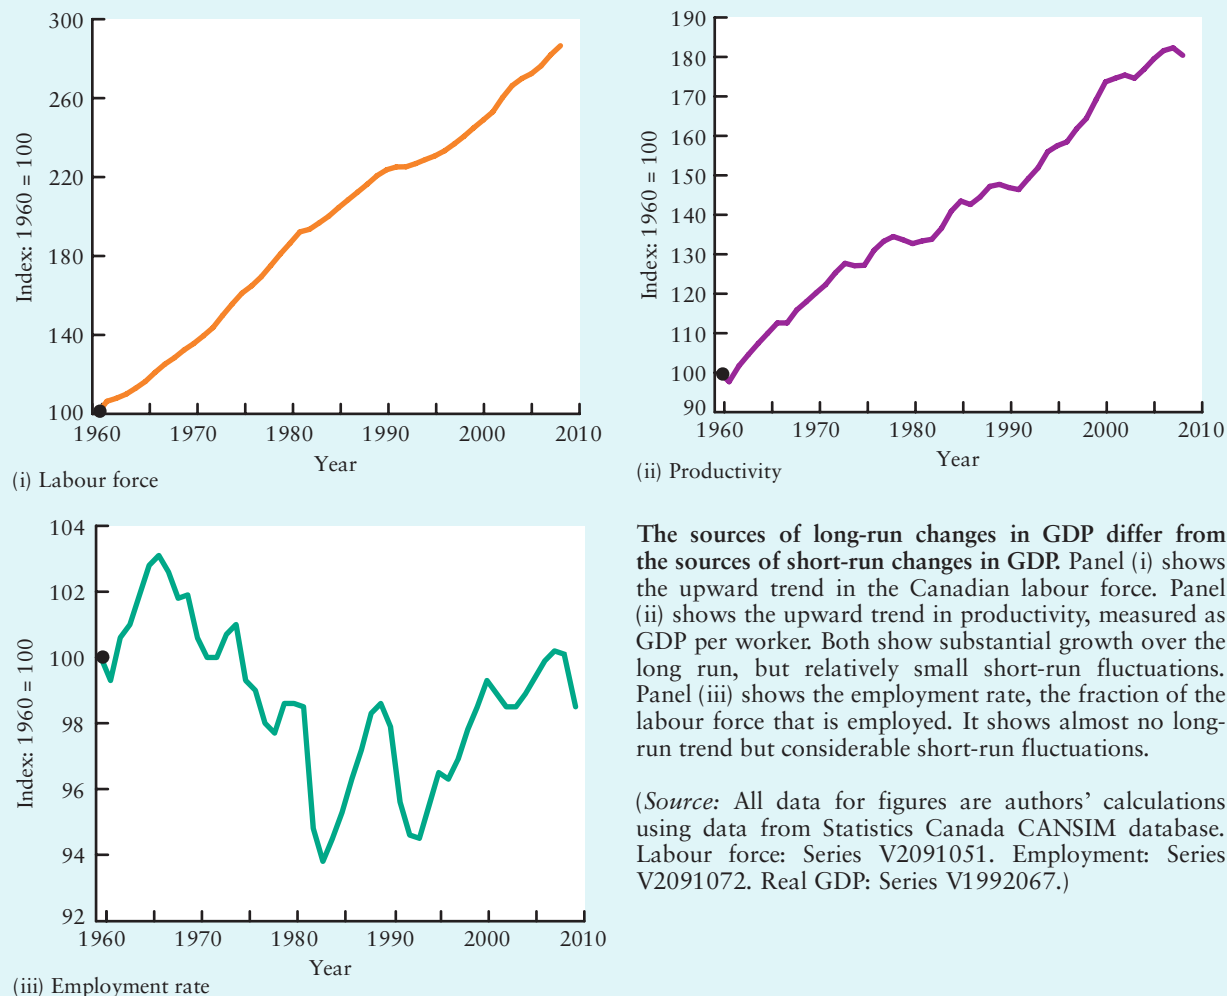 300
260
220
180
140
100
Index: 1960 = 100
1960 1970 1980 1990 2000 2010
Year
(i) Labour force
190
180
170
160
150
140
130
120
110
100
90
Index: 1960 = 100
1960 1970 1980 1990 2000 2010
Year
(ii) Productivity
104
102
100
98
96
94
92
Index: 1960 = 100
1960 1970 1980 1990 2000 2010
Year
(iii) Employment rate
The sources of long-run changes in GDP differ from
the sources of short-run changes in GDP. Panel (i) shows
the upward trend in the Canadian labour force. Panel
(ii) shows the upward trend in productivity, measured as
GDP per worker. Both show substantial growth over the
long run, but relatively small short-run fluctuations.
Panel (iii) shows the employment rate, the fraction of the
labour force that is employed. It shows almost no long-
run trend but considerable short-run fluctuations.
(Source: All data for figures are authors' calculations
using data from Statistics Canada CANSIM database.
Labour force: Series V2091051. Employment: Series
V2091072. Real GDP: Series V1992067.)